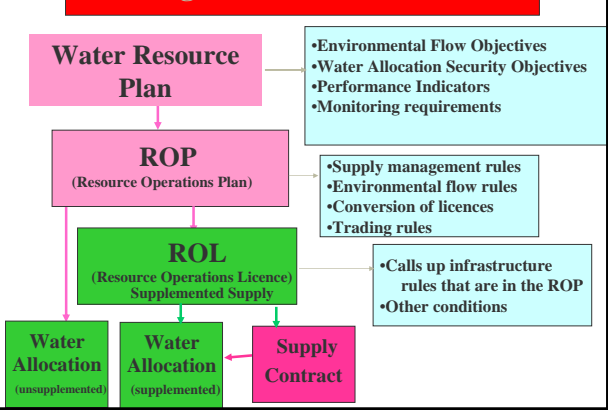 Water Resource
Plan
•Environmental Flow Objectives
•Water Allocation Security Objectives
•Performance Indicators
•Monitoring requirements
ROP
(Resource Operations Plan)
•Supply management rules
•Environmental flow rules
•Conversion of licences
•Trading rules
ROL
(Resource Operations Licence)
Supplemented Supply
•Calls up infrastructure
rules that are in the ROP
•Other conditions
Water
Allocation
(unsupplemented)
Water
Allocation
(supplemented)
Supply
Contract